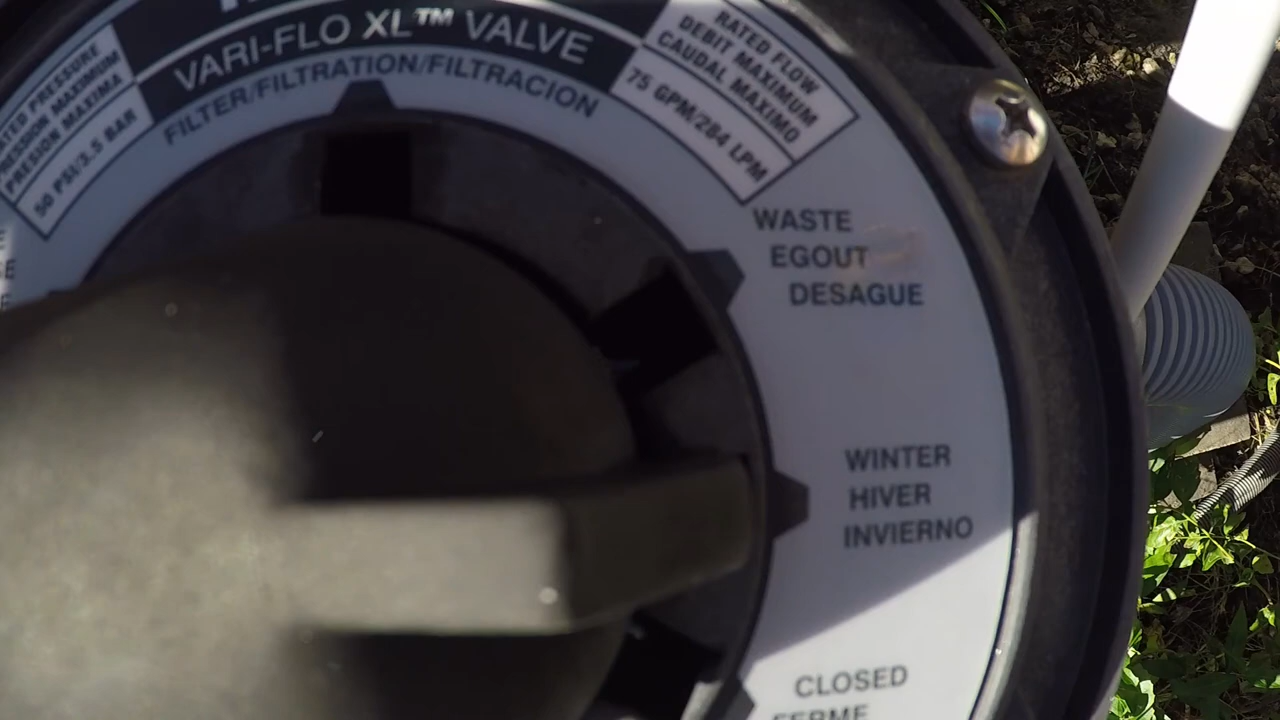 VARI-FLO XL™ VALVE
FILTER/FILTRATION/FILTRACION
RATED PRESSURE
PRESSION MAXIMUM
PRESION MAXIMA
50 PSI/3.5 BAR
RATED FLOW
DEBIT MAXIMUM
CAUDAL MAXIMO
75 GPM/284 LPM
WASTE
EGOUT
DESAGUE
WINTER
HIVER
INVIERNO
CLOSED
FERME